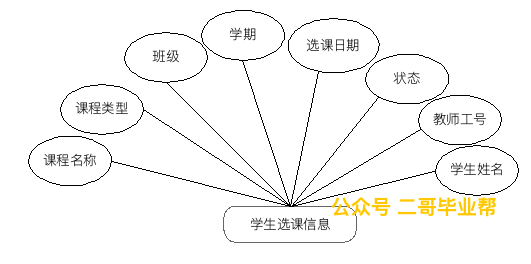 学期
选课日期
班级
状态
课程类型
教师工号
课程名称
学生姓名
公众号 二哥毕业帮
学生选课信息